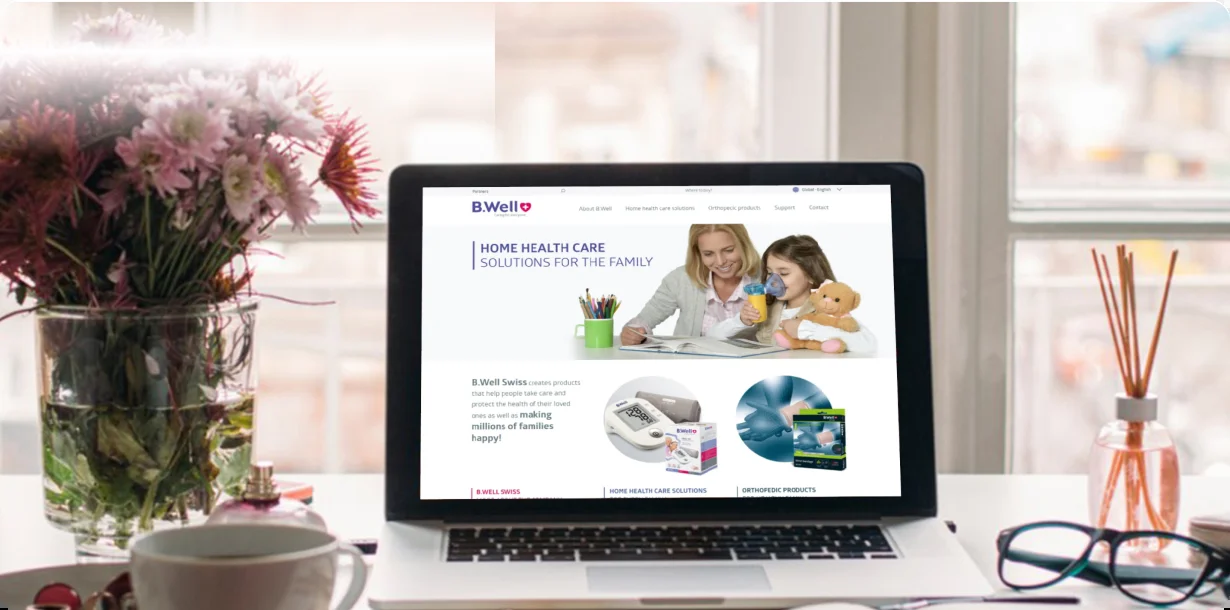 Partners
Where to buy?
Global English
B.Well
About B.Well
Home health care solutions
Orthopedic products
Support
Contact
HOME HEALTH CARE
SOLUTIONS FOR THE FAMILY
B.Well Swiss creates products
that help people take care and
protect the health of their loved
ones as well as making
millions of families
happy!
B.Well
B.WELL SWISS
HOME HEALTH CARE SOLUTIONS
ORTHOPEDIC PRODUCTS